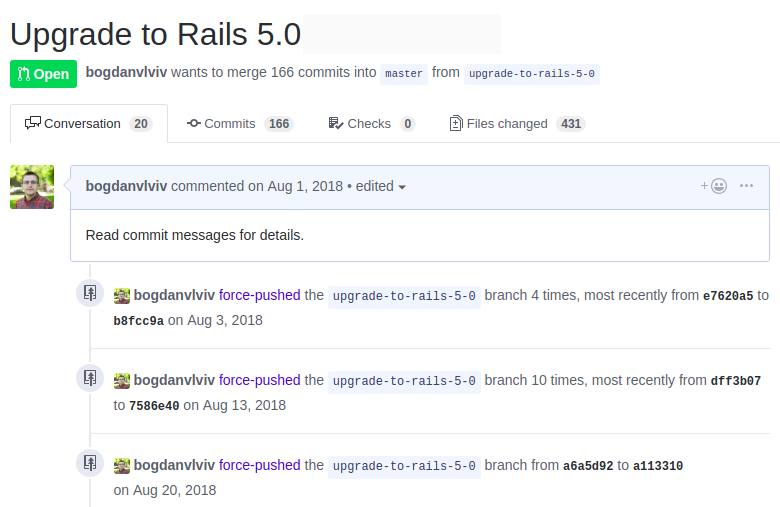 Upgrade to Rails 5.0
Open bogdanvlviv wants to merge 166 commits into master from upgrade-to-rails-5-0
Conversation 20 Commits 166 Checks 0 Files changed 431
bogdanvlviv commented on Aug 1, 2018 • edited
Read commit messages for details.
bogdanvlviv force-pushed the upgrade-to-rails-5-0 branch 4 times, most recently from e7620a5 to
b8fcc9a on Aug 3, 2018
bogdanvlviv force-pushed the upgrade-to-rails-5-0 branch 10 times, most recently from dff3b07
to 7586e40 on Aug 13, 2018
bogdanvlviv force-pushed the upgrade-to-rails-5-0 branch from a6a5d92 to a113310
on Aug 20, 2018